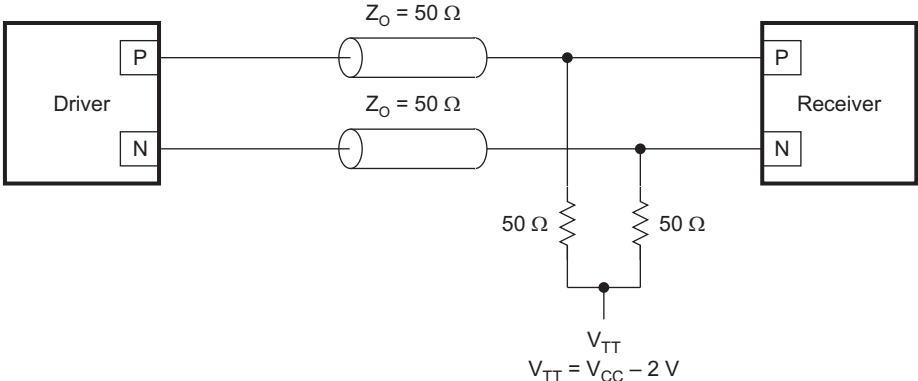 Z_O = 50 Ω
P
P
Driver
Z_O = 50 Ω
Receiver
N
N
50 Ω
50 Ω
V_TT
V_TT = V_CC – 2 V